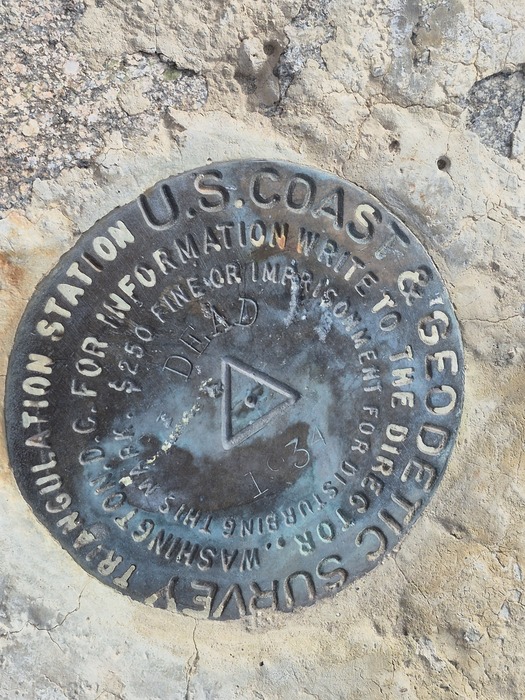 U.S. COAST & GEODETIC SURVEY
TRIANGULATION STATION
FOR INFORMATION WRITE TO THE DIRECTOR, WASHINGTON, D.C.
$250 FINE OR IMPRISONMENT FOR DISTURBING THIS MARK.
DEAD